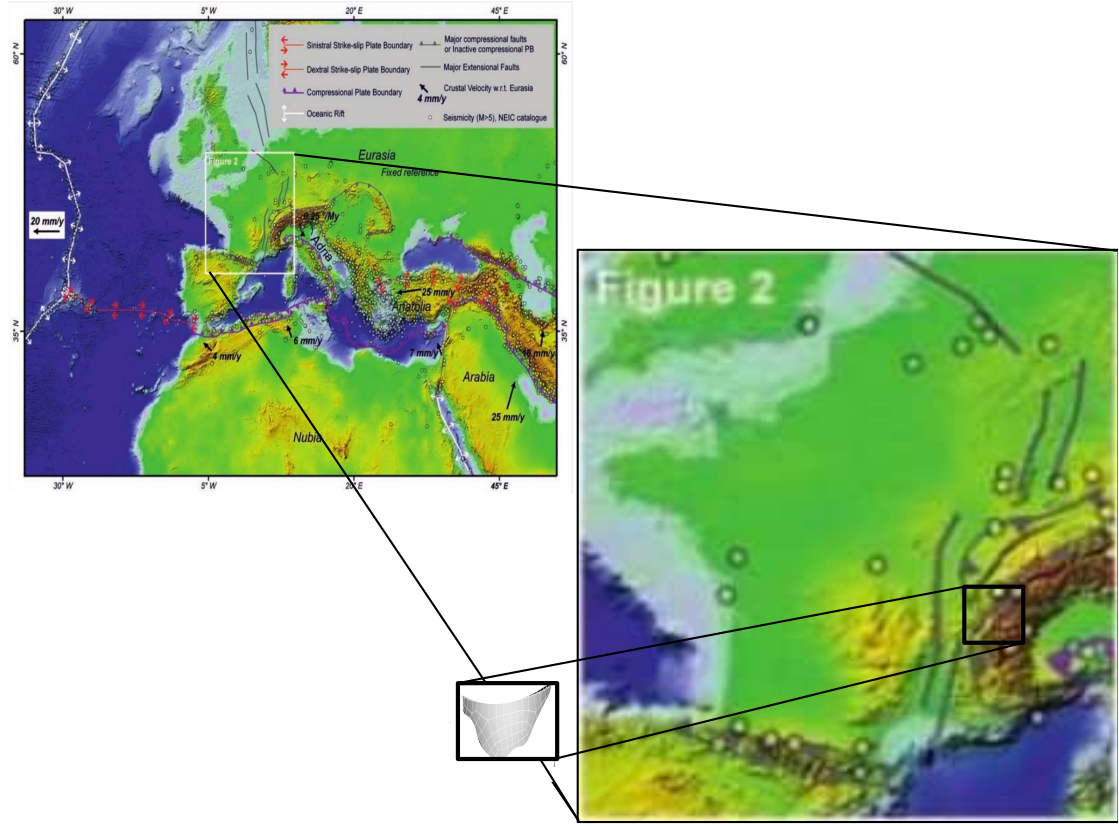 30° W
5° W
20° E
45° E
60° N
60° N
Sinistral Strike-slip Plate Boundary
Dextral Strike-slip Plate Boundary
Compressional Plate Boundary
Oceanic Rift
Major compressional faults
or Inactive compressional PB
Major Extensional Faults
Crustal Velocity w.r.t. Eurasia
4 mm/y
Seismicity (M>5), NEIC catalogue
Figure 2
Eurasia
Fixed reference
20 mm/y
0.25°/My
Adria
25 mm/y
Anatolia
35° N
35° N
4 mm/y
6 mm/y
7 mm/y
Arabia
25 mm/y
Nubia
30° W
5° W
20° E
45° E
Figure 2